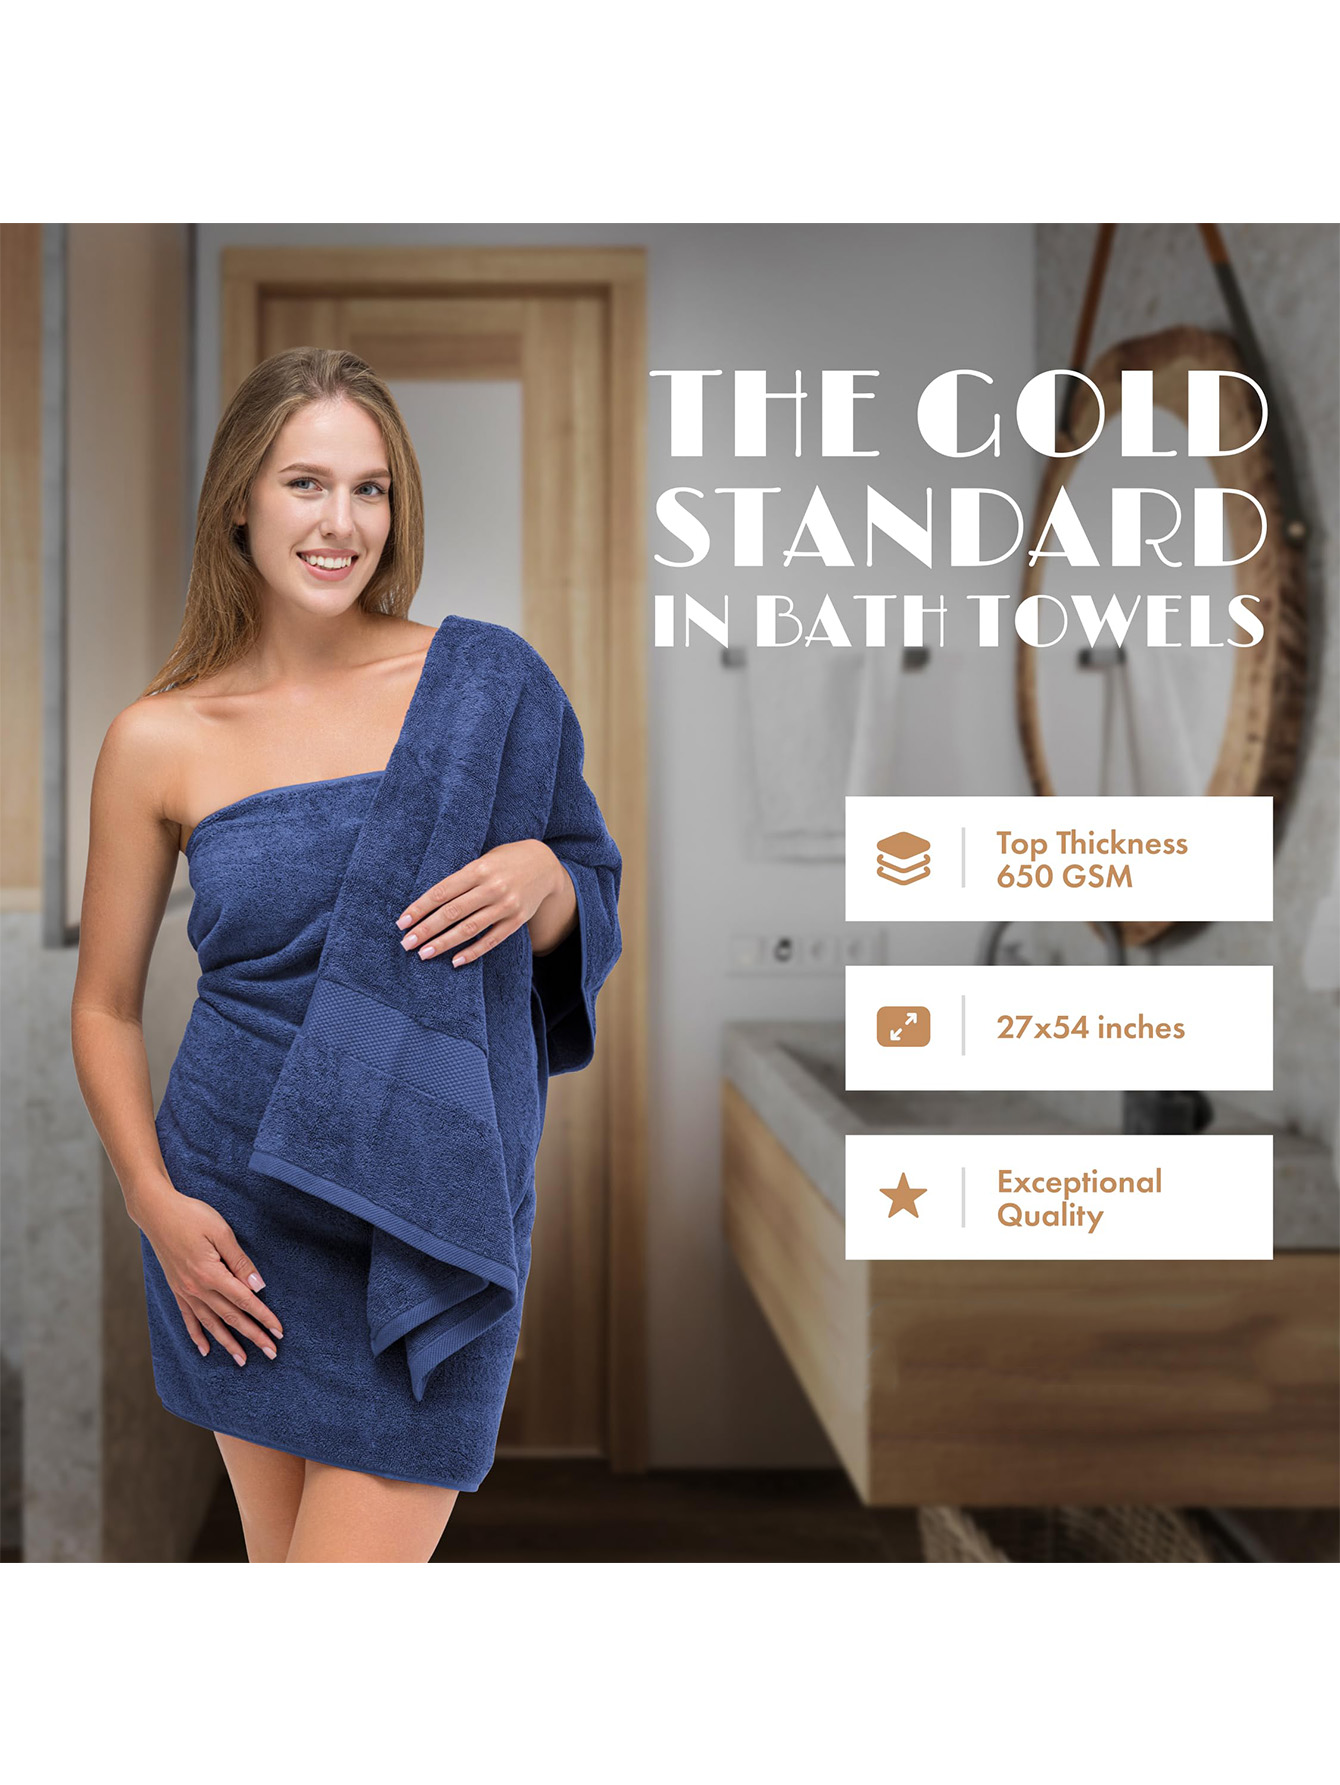 THE GOLD
STANDARD
IN BATH TOWELS
Top Thickness
650 GSM
27x54 inches
Exceptional
Quality